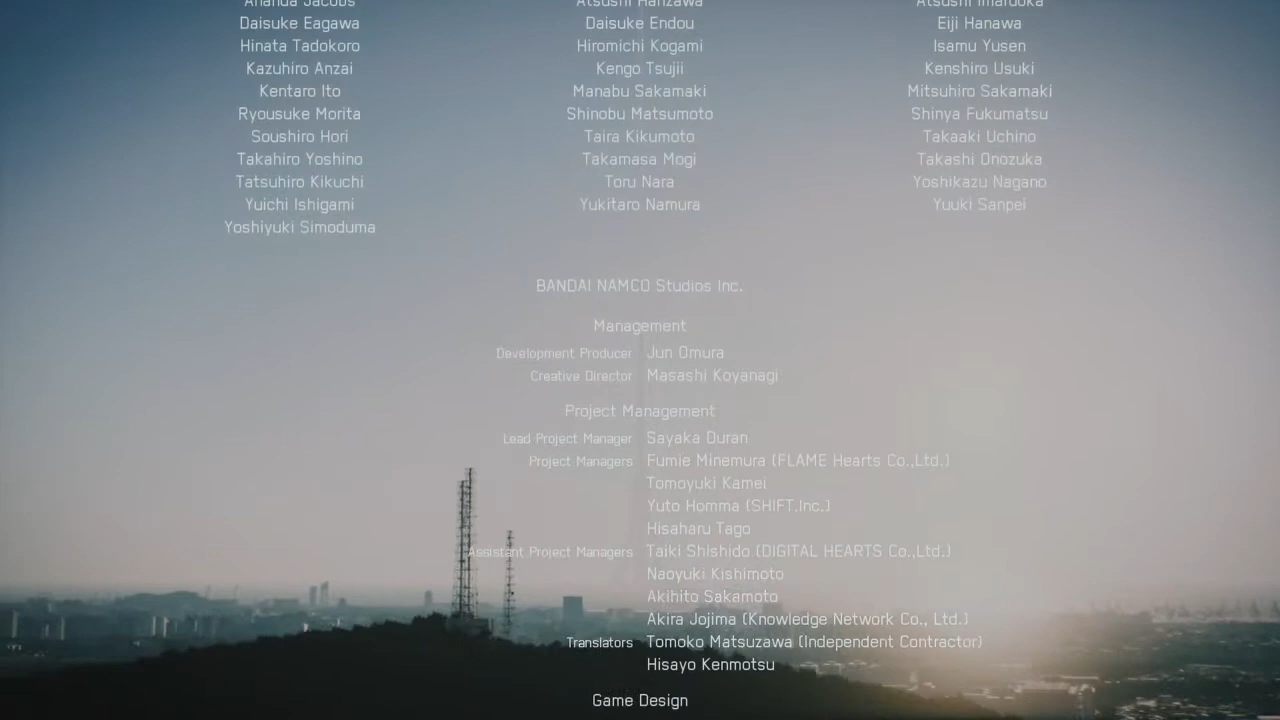 Ananda Jacobs Atsushi Hanzawa Atsushi Imaruoka
Daisuke Eagawa Daisuke Endou Eiji Hanawa
Hinata Tadokoro Hiromichi Kogami Isamu Yusen
Kazuhiro Anzai Kengo Tsujii Kenshiro Usuki
Kentaro Ito Manabu Sakamaki Mitsuhiro Sakamaki
Ryousuke Morita Shinobu Matsumoto Shinya Fukumatsu
Soushiro Hori Taira Kikumoto Takaaki Uchino
Takahiro Yoshino Takamasa Mogi Takashi Onozuka
Tatsuhiro Kikuchi Toru Nara Yoshikazu Nagano
Yuichi Ishigami Yukitaro Namura Yuuki Sanpei
Yoshiyuki Simoduma
BANDAI NAMCO Studios Inc.
Management
Development Producer Jun Omura
Creative Director Masashi Koyanagi
Project Management
Lead Project Manager Sayaka Duran
Project Managers Fumie Minemura (FLAME Hearts Co.,Ltd.)
Tomoyuki Kamei
Yuto Homma (SHIFT,Inc.)
Hisaharu Tago
Assistant Project Managers Taiki Shishido (DIGITAL HEARTS Co.,Ltd.)
Naoyuki Kishimoto
Akihito Sakamoto
Akira Jojima (Knowledge Network Co., Ltd.)
Translators Tomoko Matsuzawa (Independent Contractor)
Hisayo Kenmotsu
Game Design